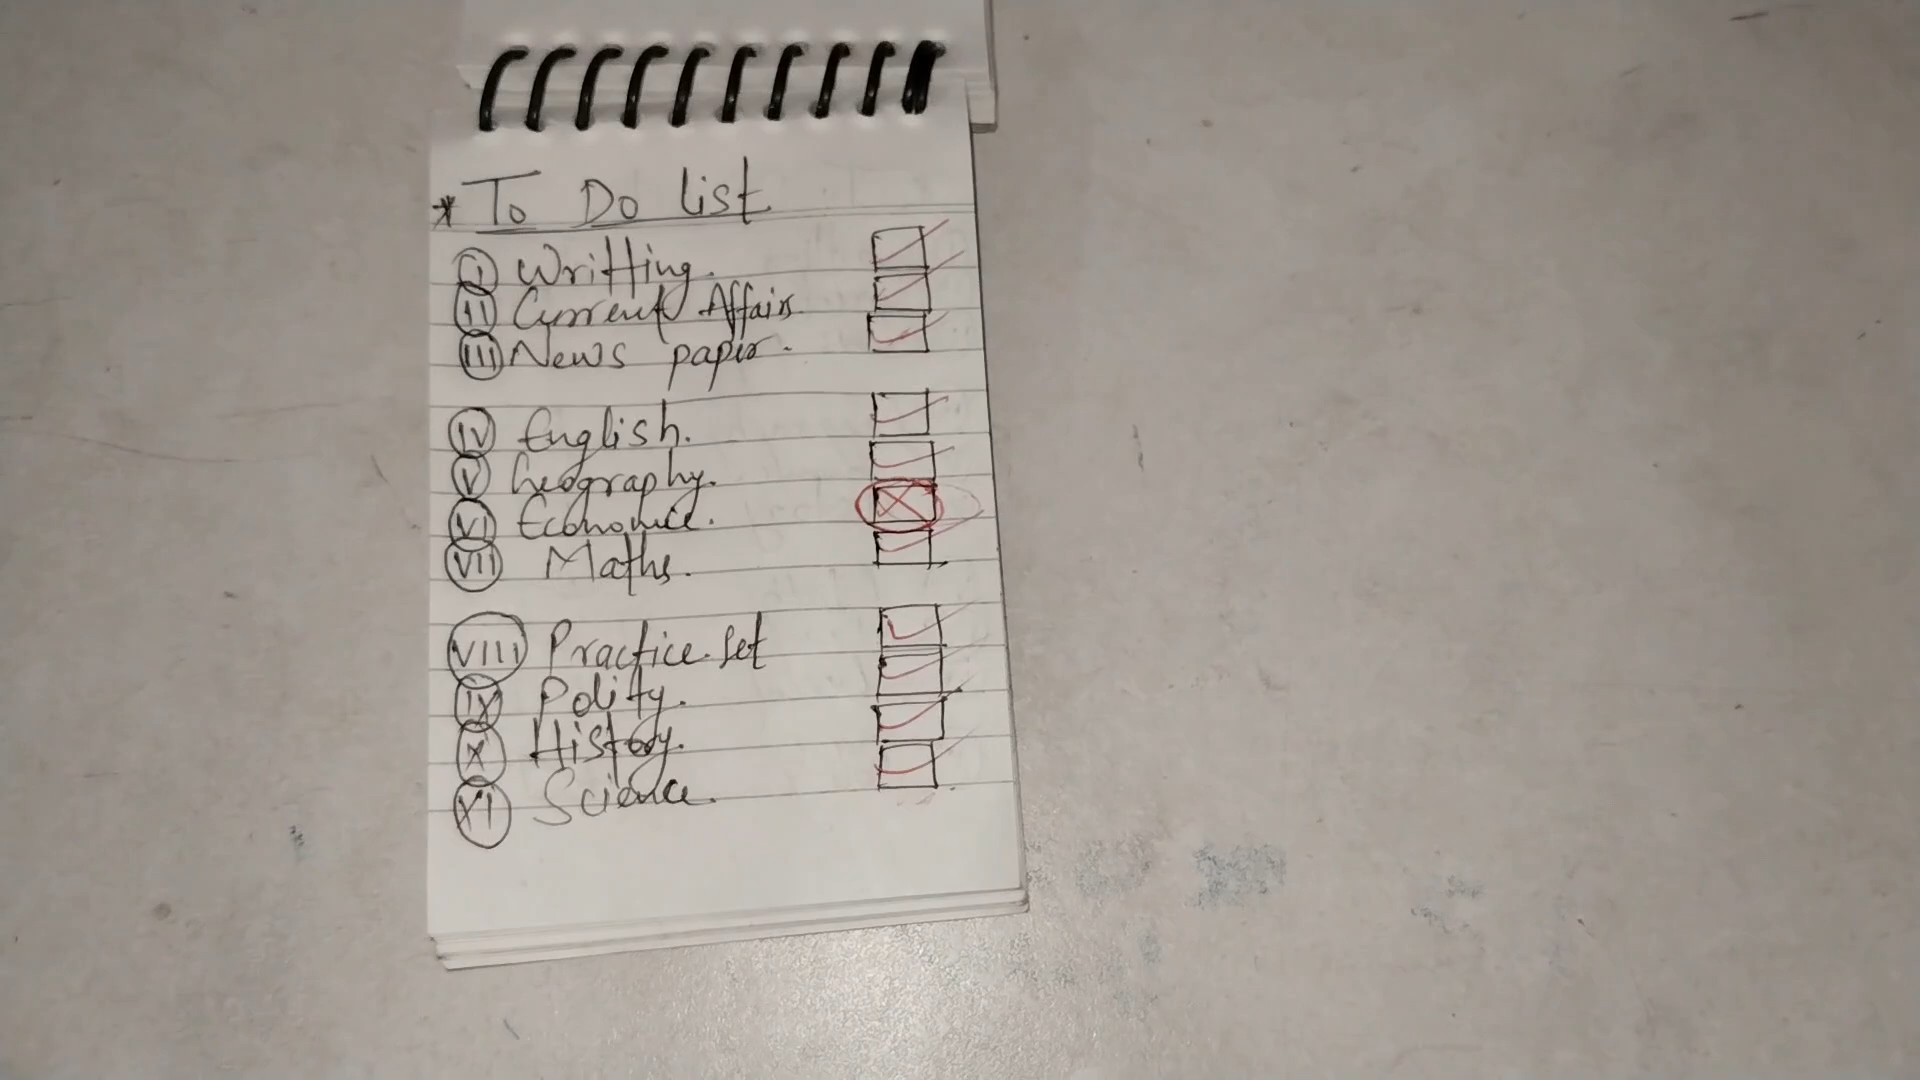 * To Do list
I Writting.
II Current Affairs.
III News paper.
IV English.
V Geography.
VI Economice.
VII Maths.
VIII Practice set
IX Polity.
X History.
XI Science.